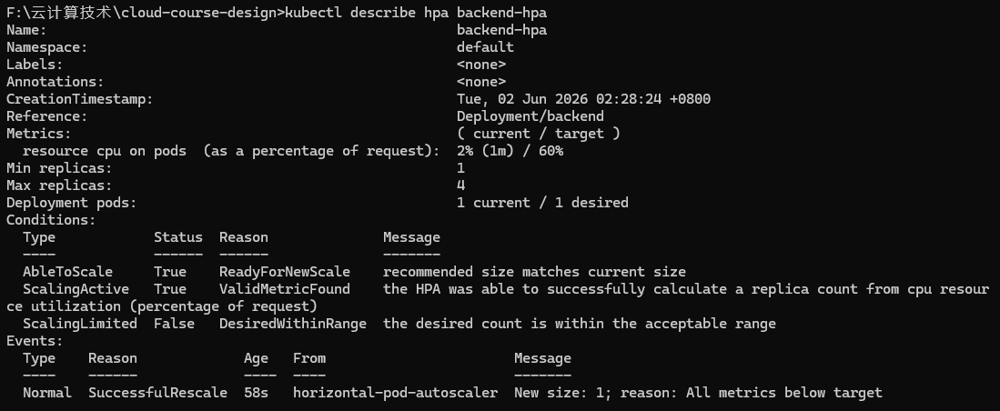 F:\云计算技术\cloud-course-design>kubectl describe hpa backend-hpa
Name:                                                  backend-hpa
Namespace:                                             default
Labels:                                                <none>
Annotations:                                           <none>
CreationTimestamp:                                     Tue, 02 Jun 2026 02:28:24 +0800
Reference:                                             Deployment/backend
Metrics:                                               ( current / target )
  resource cpu on pods  (as a percentage of request):  2% (1m) / 60%
Min replicas:                                          1
Max replicas:                                          4
Deployment pods:                                       1 current / 1 desired
Conditions:
  Type            Status  Reason              Message
  ----            ------  ------              -------
  AbleToScale     True    ReadyForNewScale    recommended size matches current size
  ScalingActive   True    ValidMetricFound    the HPA was able to successfully calculate a replica count from cpu resour
ce utilization (percentage of request)
  ScalingLimited  False   DesiredWithinRange  the desired count is within the acceptable range
Events:
  Type    Reason             Age   From                       Message
  ----    ------             ----  ----                       -------
  Normal  SuccessfulRescale  58s   horizontal-pod-autoscaler  New size: 1; reason: All metrics below target